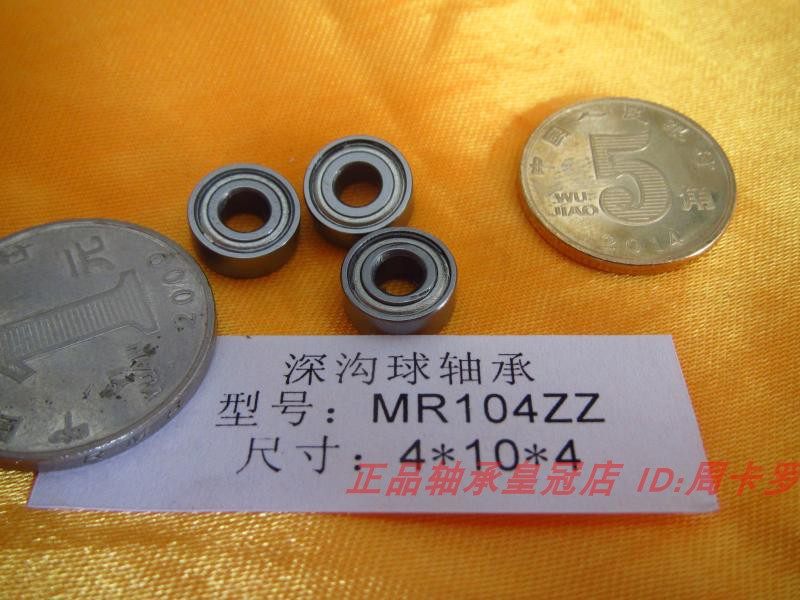 中国人民银行
5
WU
JIAO
角
2014
元
1
2009
深沟球轴承
型号：MR104ZZ
尺寸：4*10*4
正品轴承皇冠店 ID:周卡罗